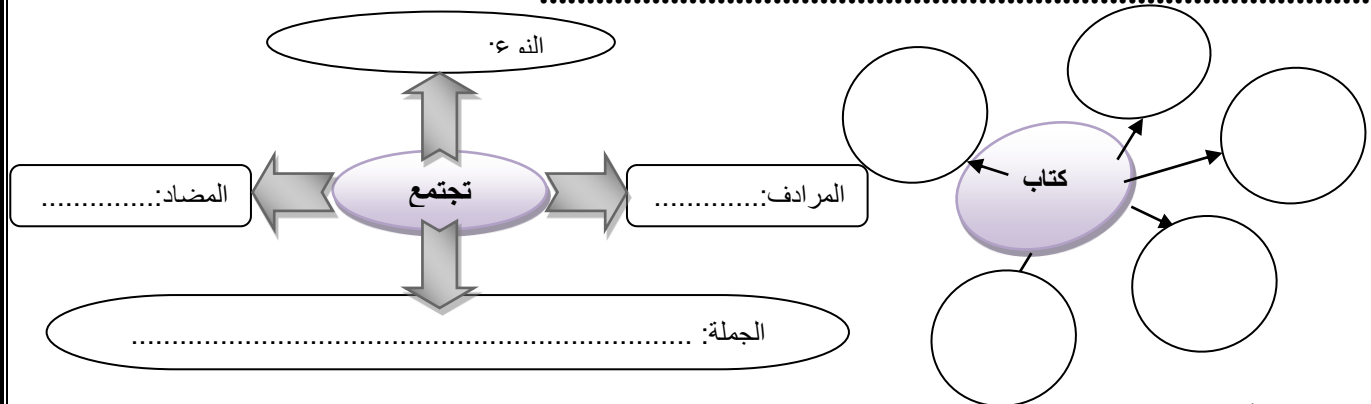 النوع:
كتاب
المرادف:.............
تجتمع
المضاد:..............
الجملة: ......................................................................